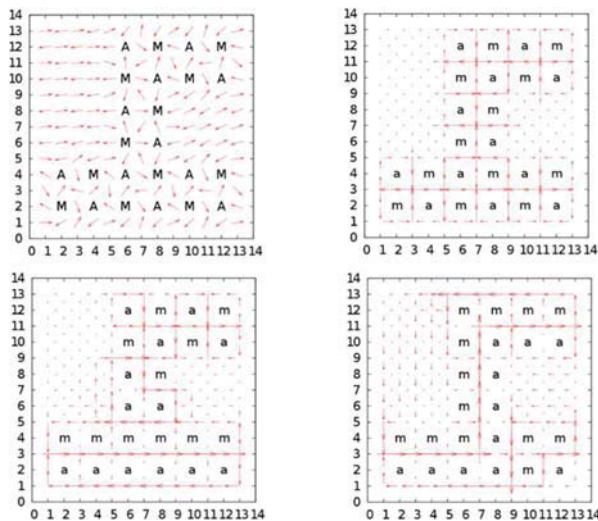 14
13
12 A M A M
11
10 M A M A
9
8 A M
7
6 M A
5
4 A M A M A M
3
2 M A M A M A
1
0
0 1 2 3 4 5 6 7 8 9 10 11 12 13 14
14
13
12 a m a m
11
10 m a m a
9
8 a m
7
6 m a
5
4 a m a m a m
3
2 m a m a m a
1
0
0 1 2 3 4 5 6 7 8 9 10 11 12 13 14
14
13
12 a m a m
11
10 m a m a
9
8 a m
7
6 a a
5
4 m m m m m m
3
2 a a a a a a
1
0
0 1 2 3 4 5 6 7 8 9 10 11 12 13 14
14
13
12 m m m m
11
10 m a a a
9
8 m a
7
6 m a
5
4 m m m a m m
3
2 a a a a m a
1
0
0 1 2 3 4 5 6 7 8 9 10 11 12 13 14